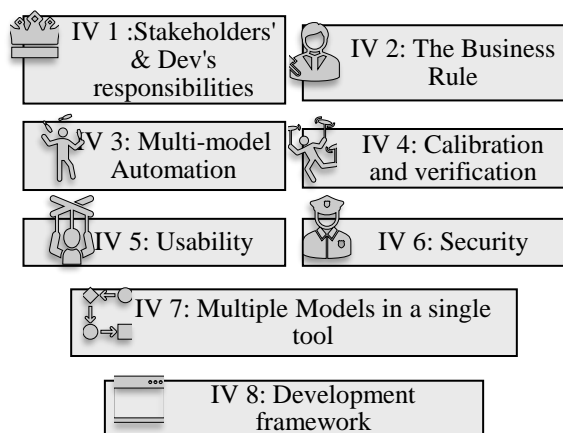 IV 1 :Stakeholders'
& Dev's
responsibilities
IV 2: The Business
Rule
IV 3: Multi-model
Automation
IV 4: Calibration
and verification
IV 5: Usability
IV 6: Security
IV 7: Multiple Models in a single
tool
IV 8: Development
framework